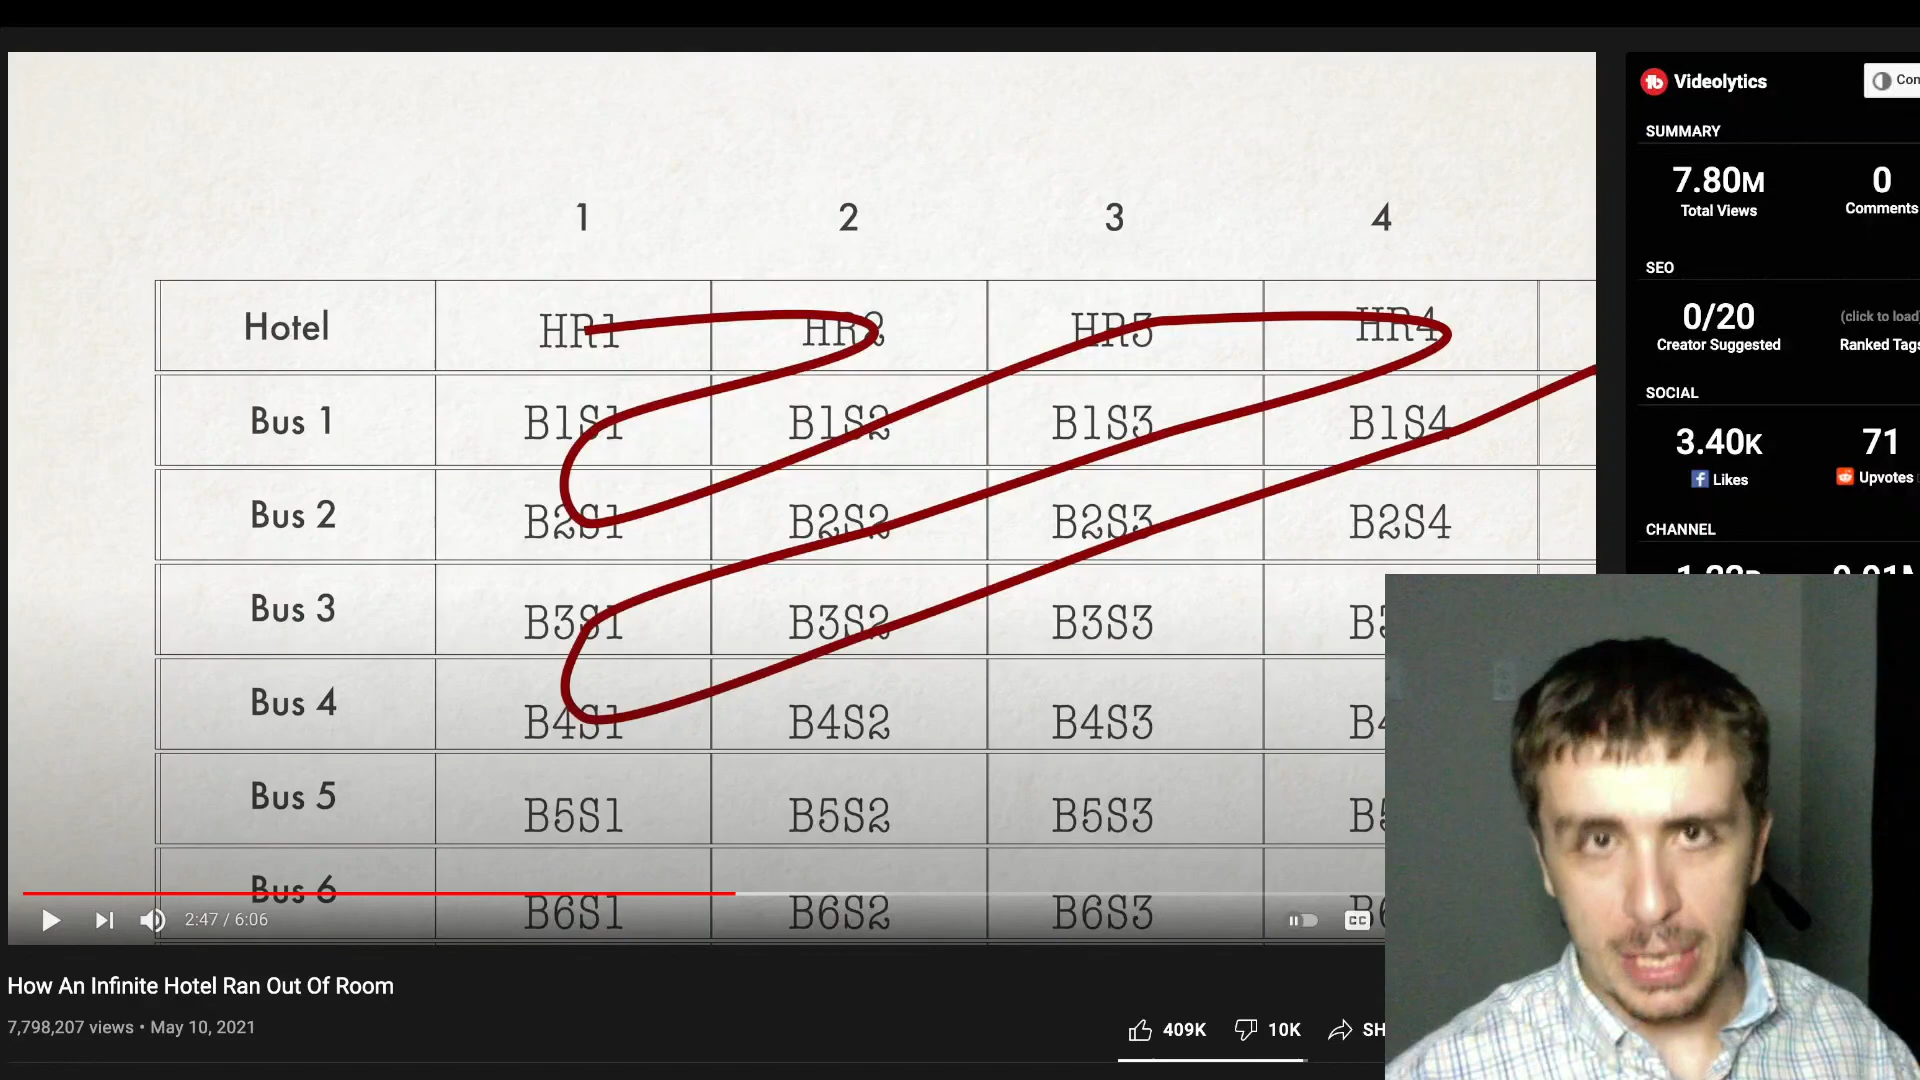 Videolytics
Con
SUMMARY
7.80M
0
Total Views
Comments
SEO
0/20
(click to load)
Creator Suggested
Ranked Tags
SOCIAL
3.40K
71
Likes
Upvotes
CHANNEL
1 2 3 4
Hotel HR1 HR2 HR3 HR4
Bus 1 B1S1 B1S2 B1S3 B1S4
Bus 2 B2S1 B2S2 B2S3 B2S4
Bus 3 B3S1 B3S2 B3S3
Bus 4 B4S1 B4S2 B4S3
Bus 5 B5S1 B5S2 B5S3
Bus 6 B6S1 B6S2 B6S3
2:47 / 6:06
CC
How An Infinite Hotel Ran Out Of Room
7,798,207 views • May 10, 2021
409K 10K SH